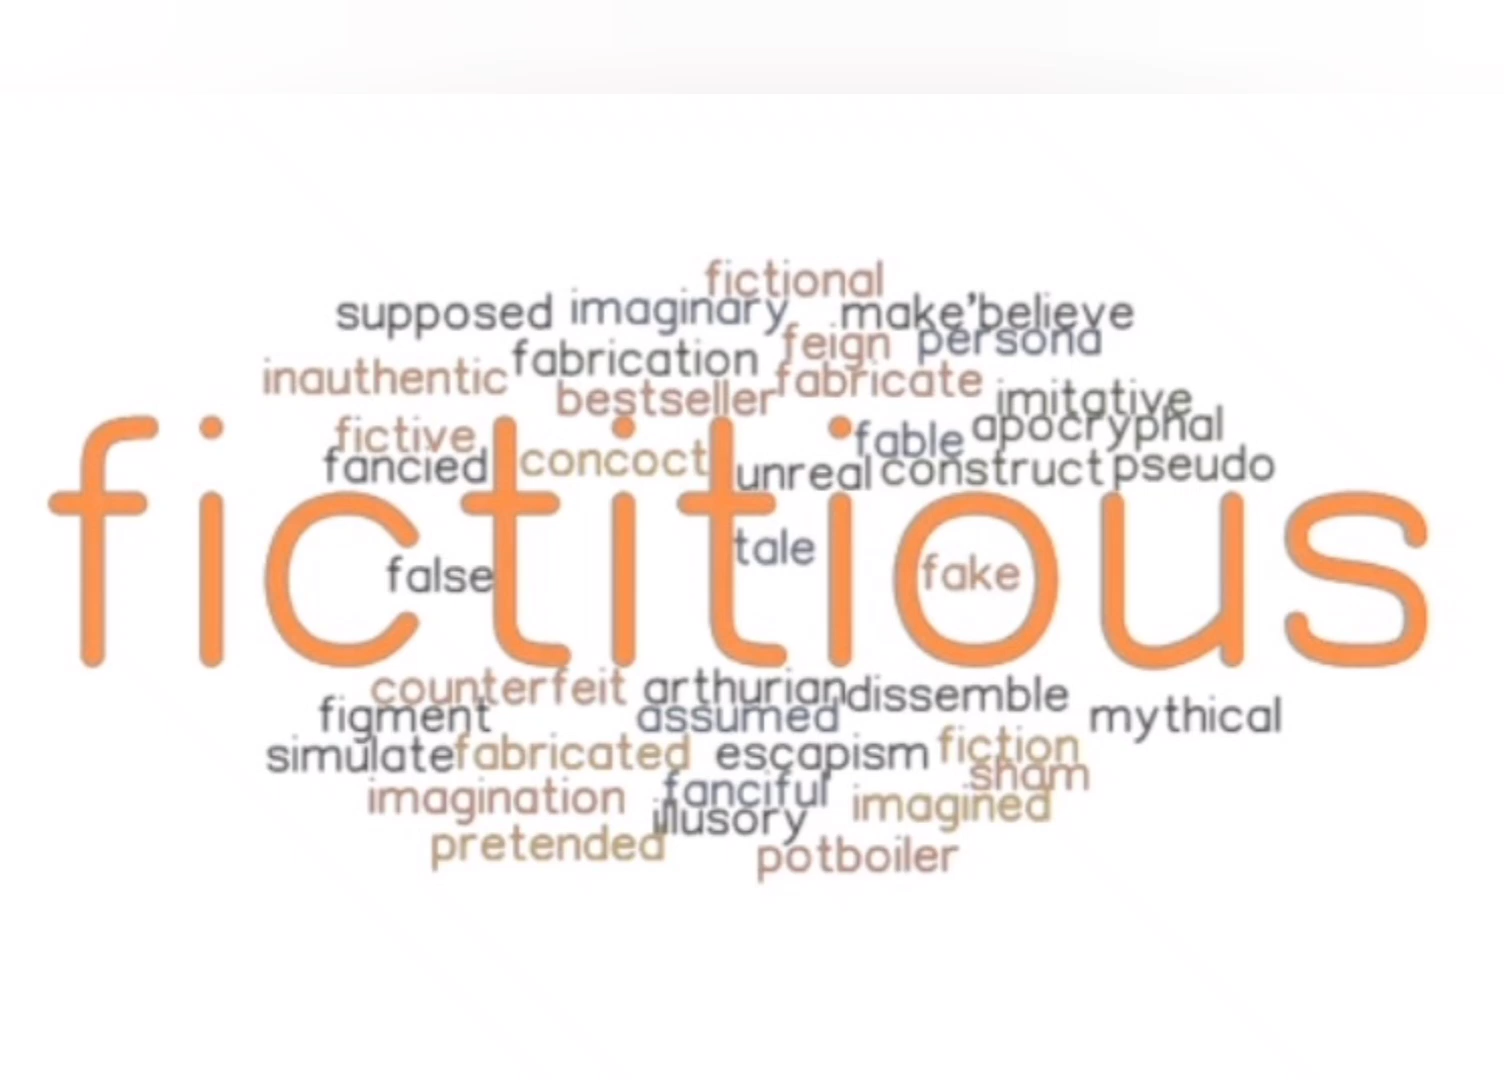 fictional
supposed imaginary make'believe
feign persona
fabrication
inauthentic fabricate
bestseller imitative
fictive fable apocryphal
fancied concoct unreal construct pseudo
fictitious
tale
false fake
counterfeit arthurian dissemble
figment assumed mythical
simulate fabricated escapism fiction
sham
imagination fanciful imagined
illusory
pretended potboiler